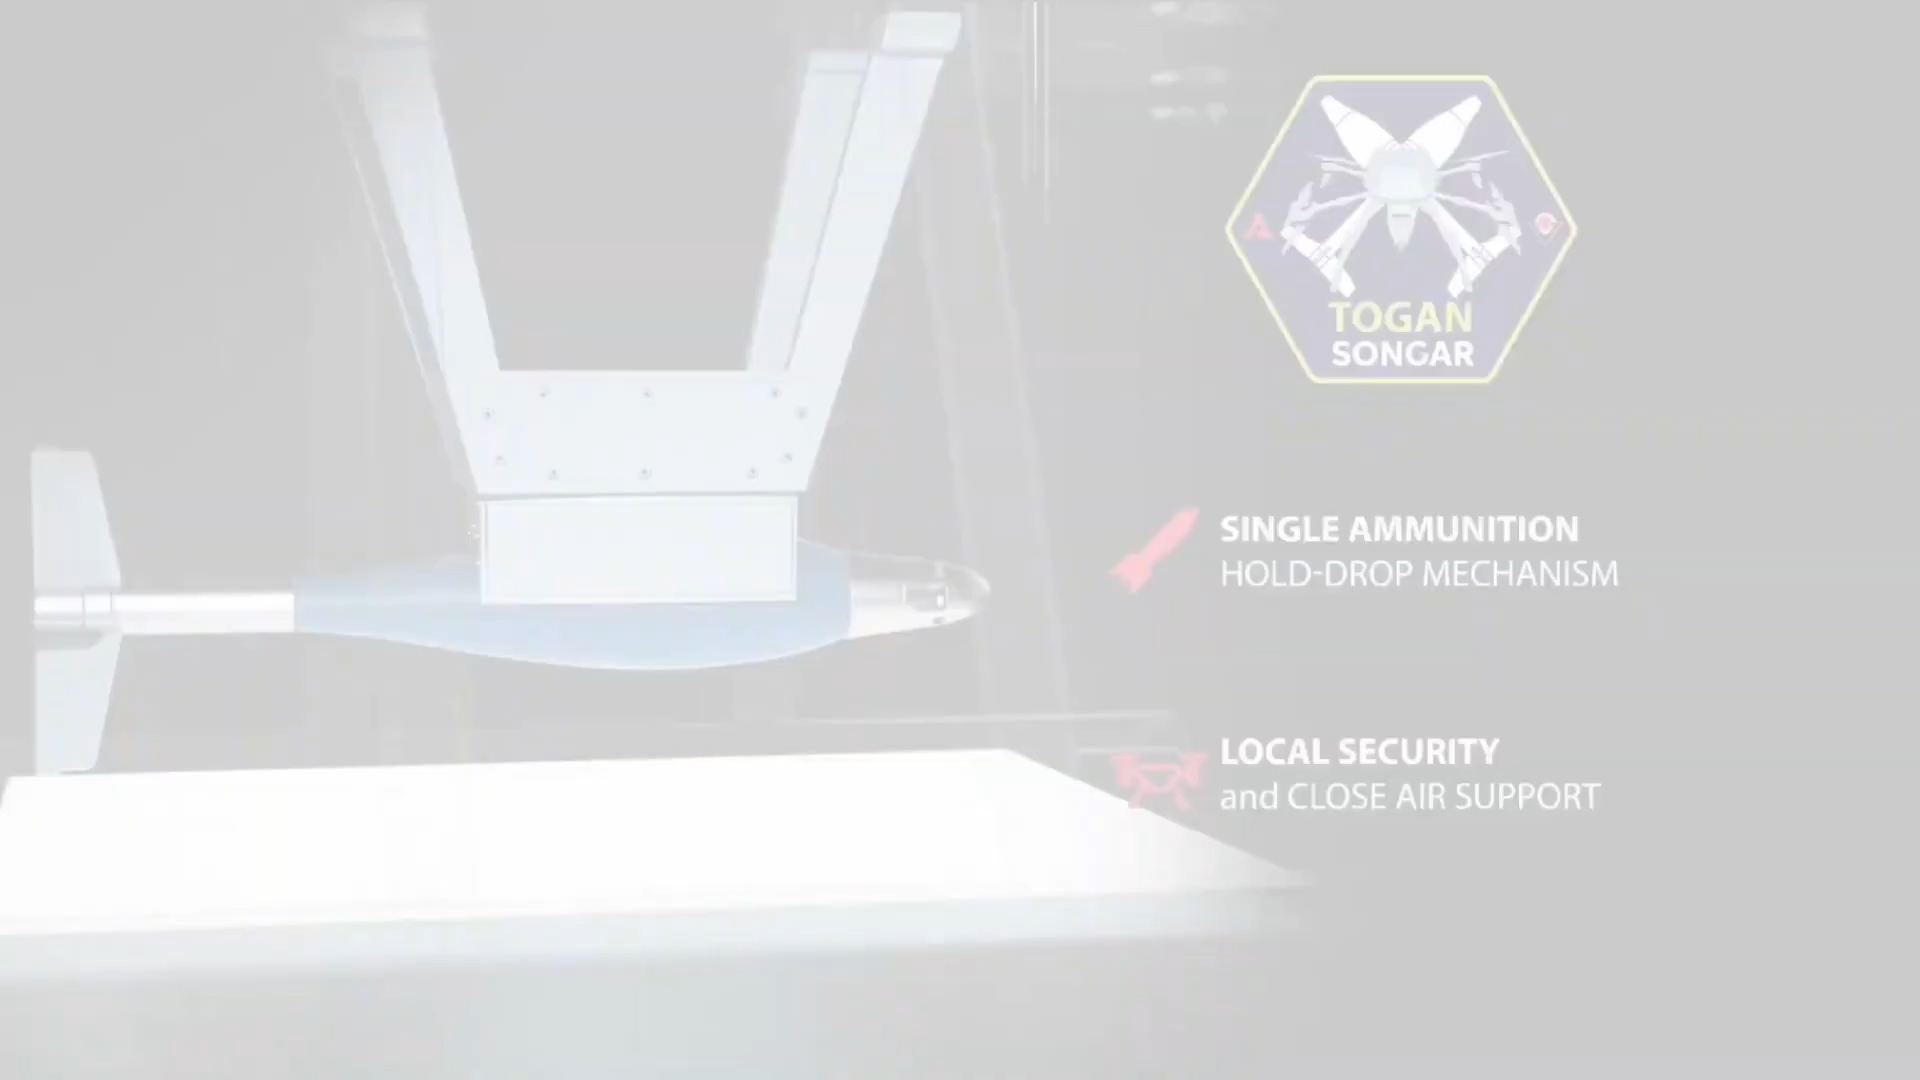 TOGAN
SONGAR
SINGLE AMMUNITION
HOLD-DROP MECHANISM
LOCAL SECURITY
and CLOSE AIR SUPPORT